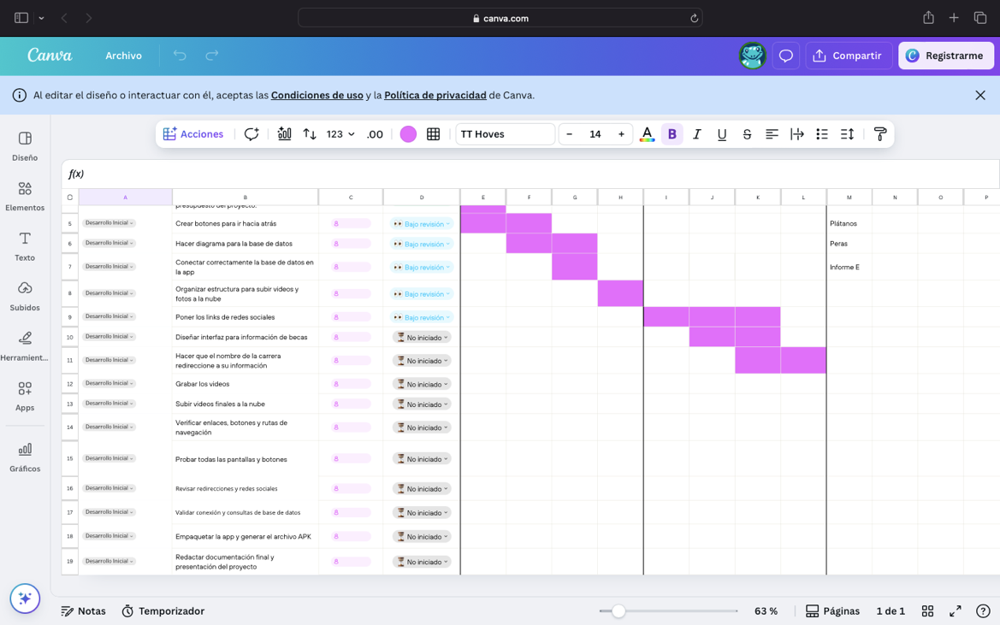 canva.com
Canva
Archivo
Compartir
Registrarme
Al editar el diseño o interactuar con él, aceptas las Condiciones de uso y la Política de privacidad de Canva.
Acciones
123
.00
TT Hoves
– 14 +
A
B
I
U
S
Diseño
Elementos
Texto
Subidos
Herramient...
Apps
Gráficos
f(x)
A B C D E F G H I J K L M N O P
presupuesto del proyecto.
5 Desarrollo Inicial Crear botones para ir hacia atrás 8 Bajo revisión Plátanos
6 Desarrollo Inicial Hacer diagrama para la base de datos 8 Bajo revisión Peras
7 Desarrollo Inicial Conectar correctamente la base de datos en 8 Bajo revisión Informe E
la app
8 Desarrollo Inicial Organizar estructura para subir videos y 8 Bajo revisión
fotos a la nube
9 Desarrollo Inicial Poner los links de redes sociales 8 Bajo revisión
10 Desarrollo Inicial Diseñar interfaz para información de becas 8 No iniciado
11 Desarrollo Inicial Hacer que el nombre de la carrera 8 No iniciado
redireccione a su información
12 Desarrollo Inicial Grabar los videos 8 No iniciado
13 Desarrollo Inicial Subir videos finales a la nube 8 No iniciado
14 Desarrollo Inicial Verificar enlaces, botones y rutas de 8 No iniciado
navegación
15 Desarrollo Inicial Probar todas las pantallas y botones 8 No iniciado
16 Desarrollo Inicial Revisar redirecciones y redes sociales 8 No iniciado
17 Desarrollo Inicial Validar conexión y consultas de base de datos 8 No iniciado
18 Desarrollo Inicial Empaquetar la app y generar el archivo APK 8 No iniciado
19 Desarrollo Inicial Redactar documentación final y 8 No iniciado
presentación del proyecto
Notas
Temporizador
63 %
Páginas
1 de 1